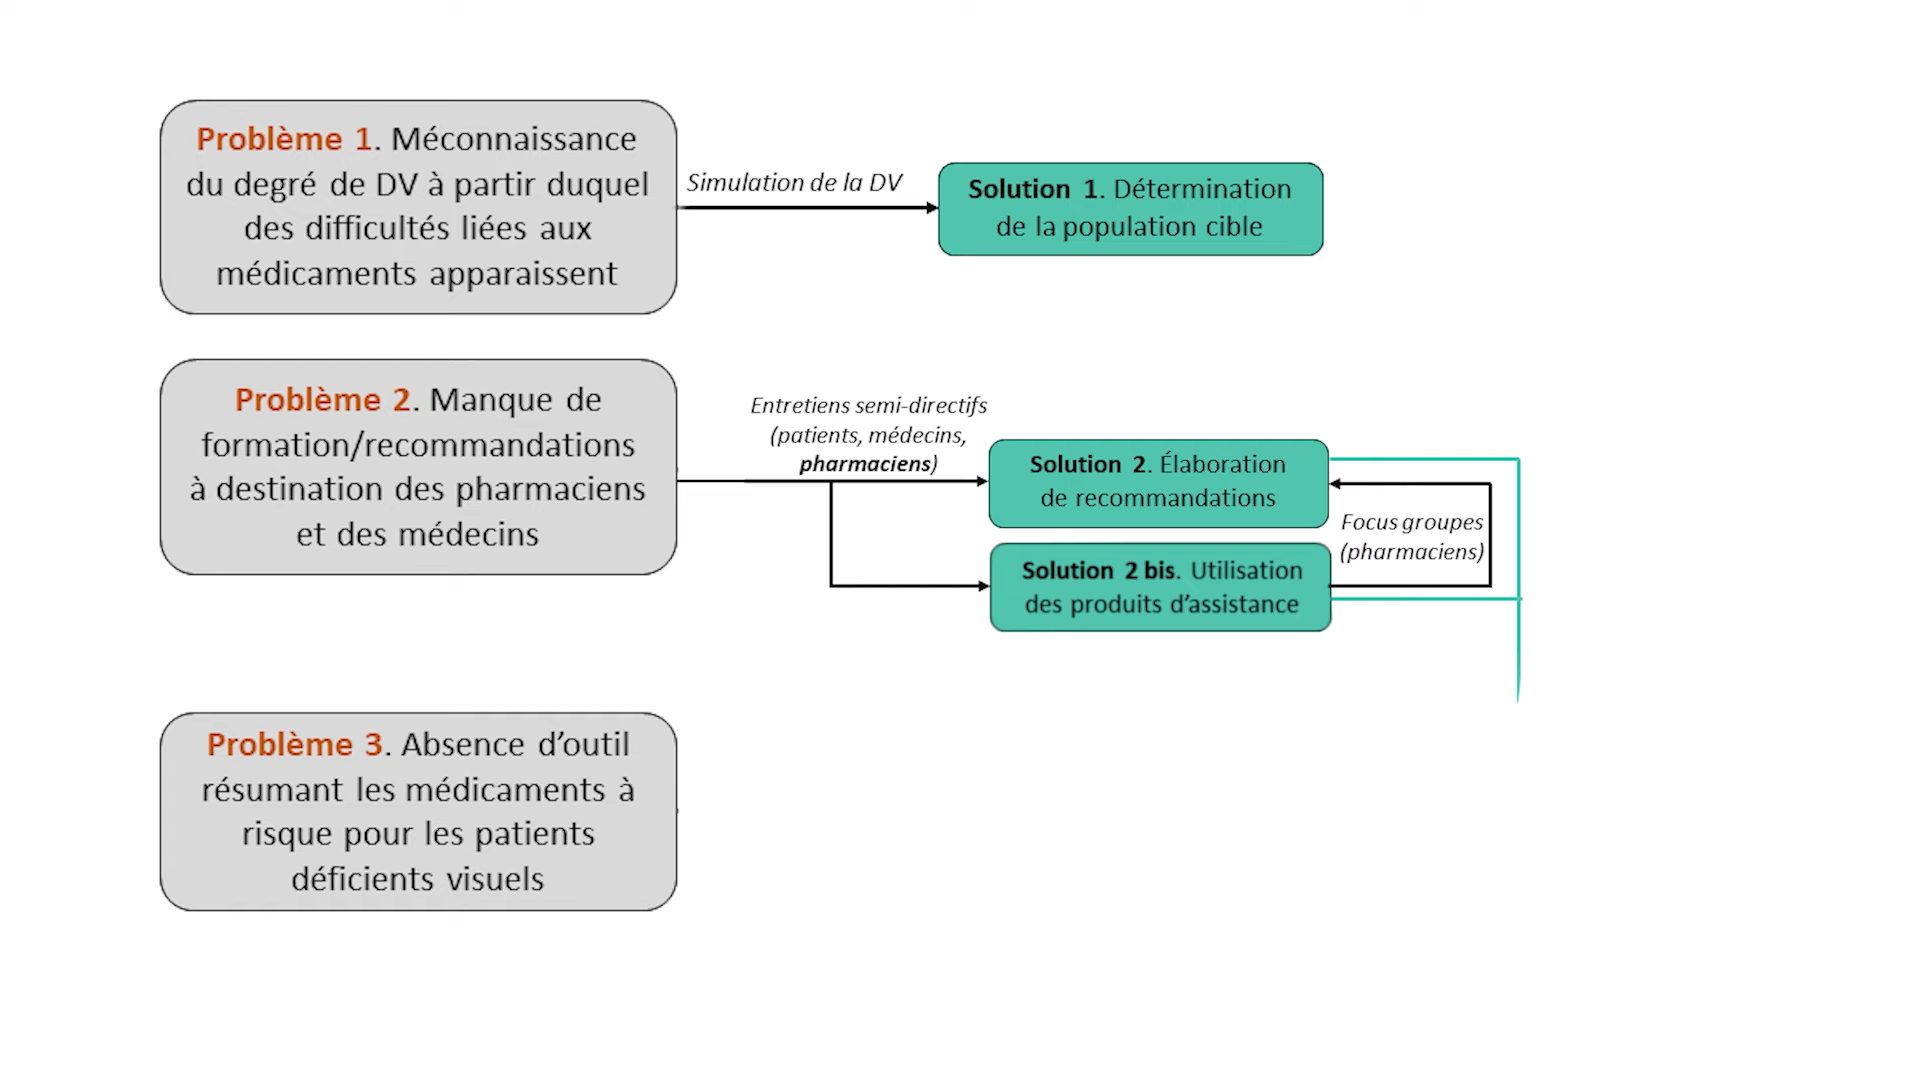 Problème 1. Méconnaissance
du degré de DV à partir duquel
des difficultés liées aux
médicaments apparaissent
Simulation de la DV
Solution 1. Détermination
de la population cible
Problème 2. Manque de
formation/recommandations
à destination des pharmaciens
et des médecins
Entretiens semi-directifs
(patients, médecins,
pharmaciens)
Solution 2. Élaboration
de recommandations
Focus groupes
(pharmaciens)
Solution 2 bis. Utilisation
des produits d’assistance
Problème 3. Absence d’outil
résumant les médicaments à
risque pour les patients
déficients visuels